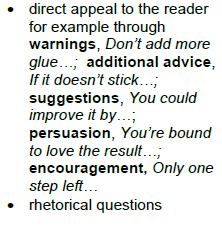 • direct appeal to the reader
for example through
warnings, Don't add more
glue…; additional advice,
If it doesn't stick…;
suggestions, You could
improve it by…;
persuasion, You're bound
to love the result…;
encouragement, Only one
step left…
• rhetorical questions